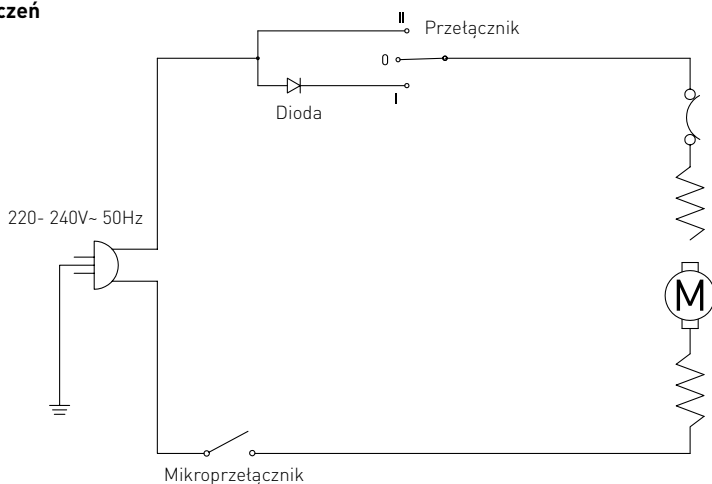 czeń
II
Przełącznik
0
I
Dioda
220- 240V~ 50Hz
M
Mikroprzełącznik